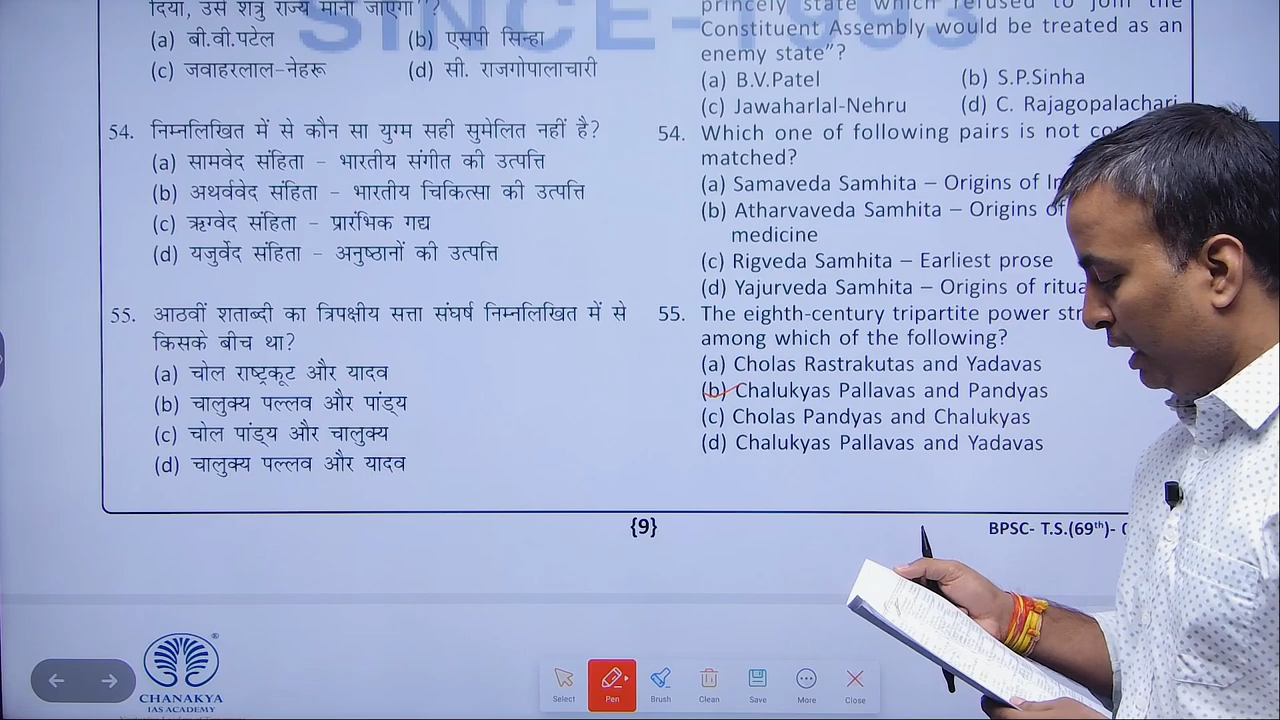 SINCE-1993
दिया, उसे शत्रु राज्य माना जाएगा"?
(a) बी.वी.पटेल (b) एसपी सिन्हा
(c) जवाहरलाल-नेहरू (d) सी. राजगोपालाचारी
54. निम्नलिखित में से कौन सा युग्म सही सुमेलित नहीं है?
(a) सामवेद संहिता – भारतीय संगीत की उत्पत्ति
(b) अथर्ववेद संहिता – भारतीय चिकित्सा की उत्पत्ति
(c) ऋग्वेद संहिता – प्रारंभिक गद्य
(d) यजुर्वेद संहिता – अनुष्ठानों की उत्पत्ति
55. आठवीं शताब्दी का त्रिपक्षीय सत्ता संघर्ष निम्नलिखित में से
किसके बीच था?
(a) चोल राष्ट्रकूट और यादव
(b) चालुक्य पल्लव और पांड्य
(c) चोल पांड्य और चालुक्य
(d) चालुक्य पल्लव और यादव
princely state which refused to join the
Constituent Assembly would be treated as an
enemy state"?
(a) B.V.Patel (b) S.P.Sinha
(c) Jawaharlal-Nehru (d) C. Rajagopalachari
54. Which one of following pairs is not
matched?
(a) Samaveda Samhita – Origins of
(b) Atharvaveda Samhita – Origins of
medicine
(c) Rigveda Samhita – Earliest prose
(d) Yajurveda Samhita – Origins of
55. The eighth-century tripartite power
among which of the following?
(a) Cholas Rastrakutas and Yadavas
(b) Chalukyas Pallavas and Pandyas
(c) Cholas Pandyas and Chalukyas
(d) Chalukyas Pallavas and Yadavas
{9}
BPSC- T.S.(69th)-
CHANAKYA
IAS ACADEMY
Select Pen Brush Clean Save More Close